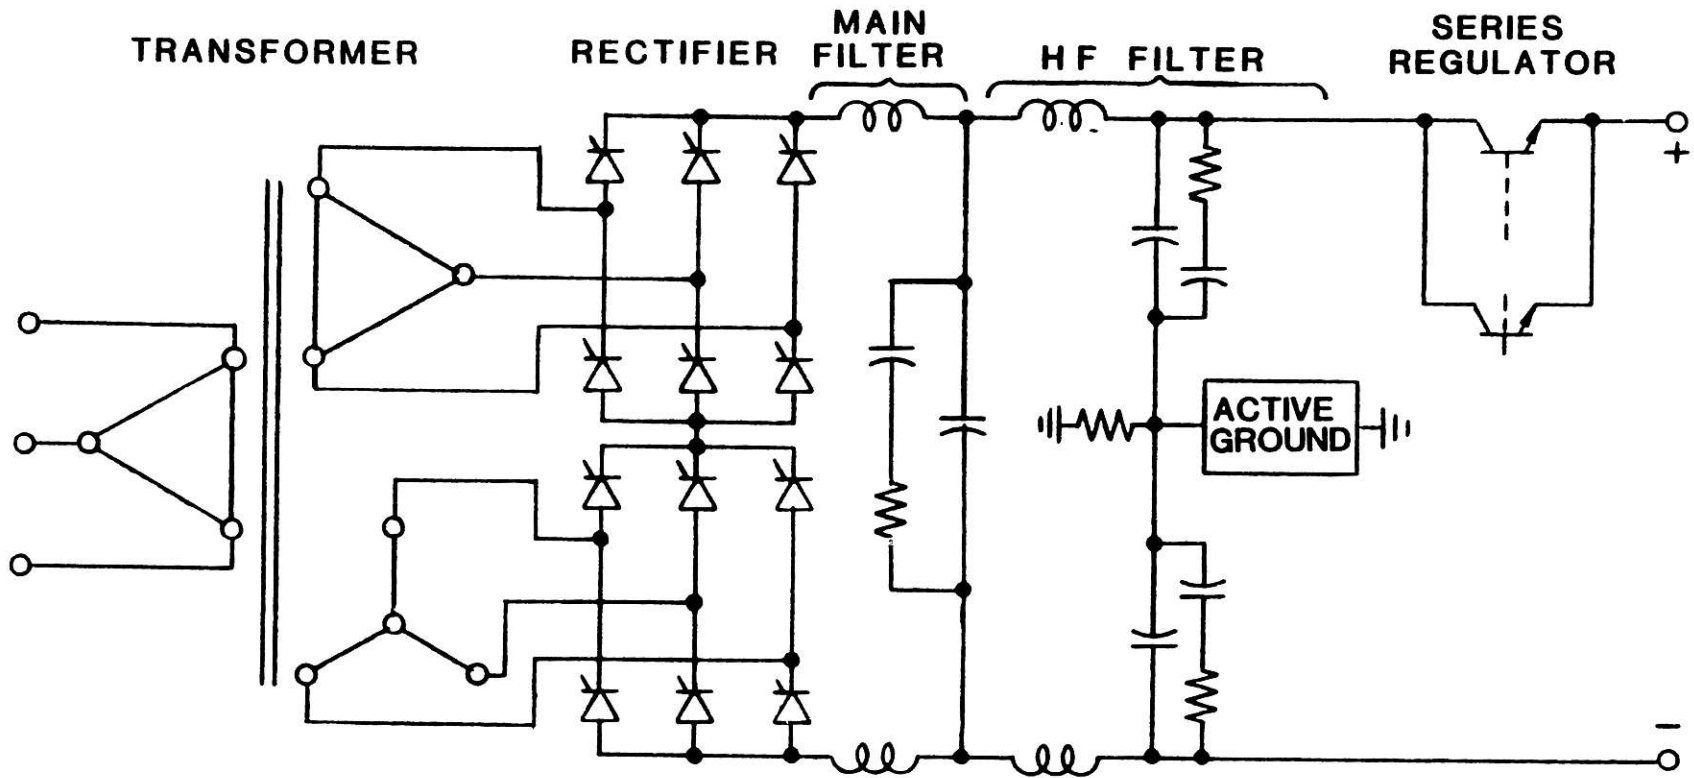 TRANSFORMER
RECTIFIER
MAIN
FILTER
HF FILTER
SERIES
REGULATOR
+
ACTIVE
GROUND
−